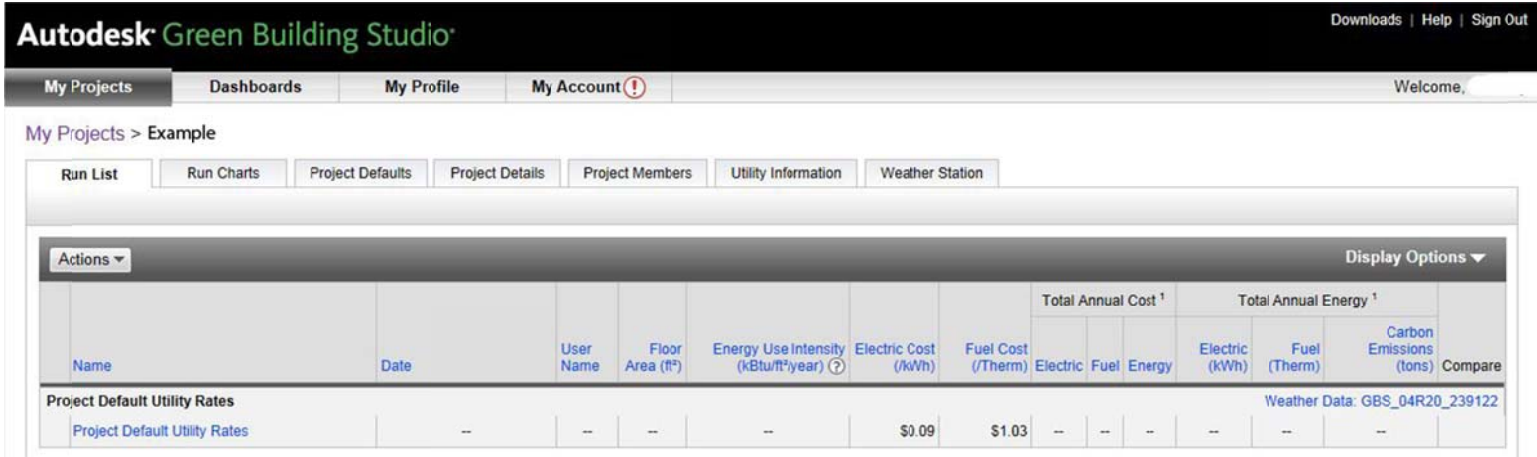 Downloads | Help | Sign Out
Autodesk Green Building Studio
My Projects Dashboards My Profile My Account ! Welcome,
My Projects > Example
Run List Run Charts Project Defaults Project Details Project Members Utility Information Weather Station
Actions Display Options
Total Annual Cost ¹ Total Annual Energy ¹
Name Date User Name Floor Area (ft²) Energy Use Intensity (kBtu/ft²/year) ? Electric Cost (/kWh) Fuel Cost (/Therm) Electric Fuel Energy Electric (kWh) Fuel (Therm) Carbon Emissions (tons) Compare
Project Default Utility Rates Weather Data: GBS_04R20_239122
Project Default Utility Rates -- -- -- -- $0.09 $1.03 -- -- -- -- -- --